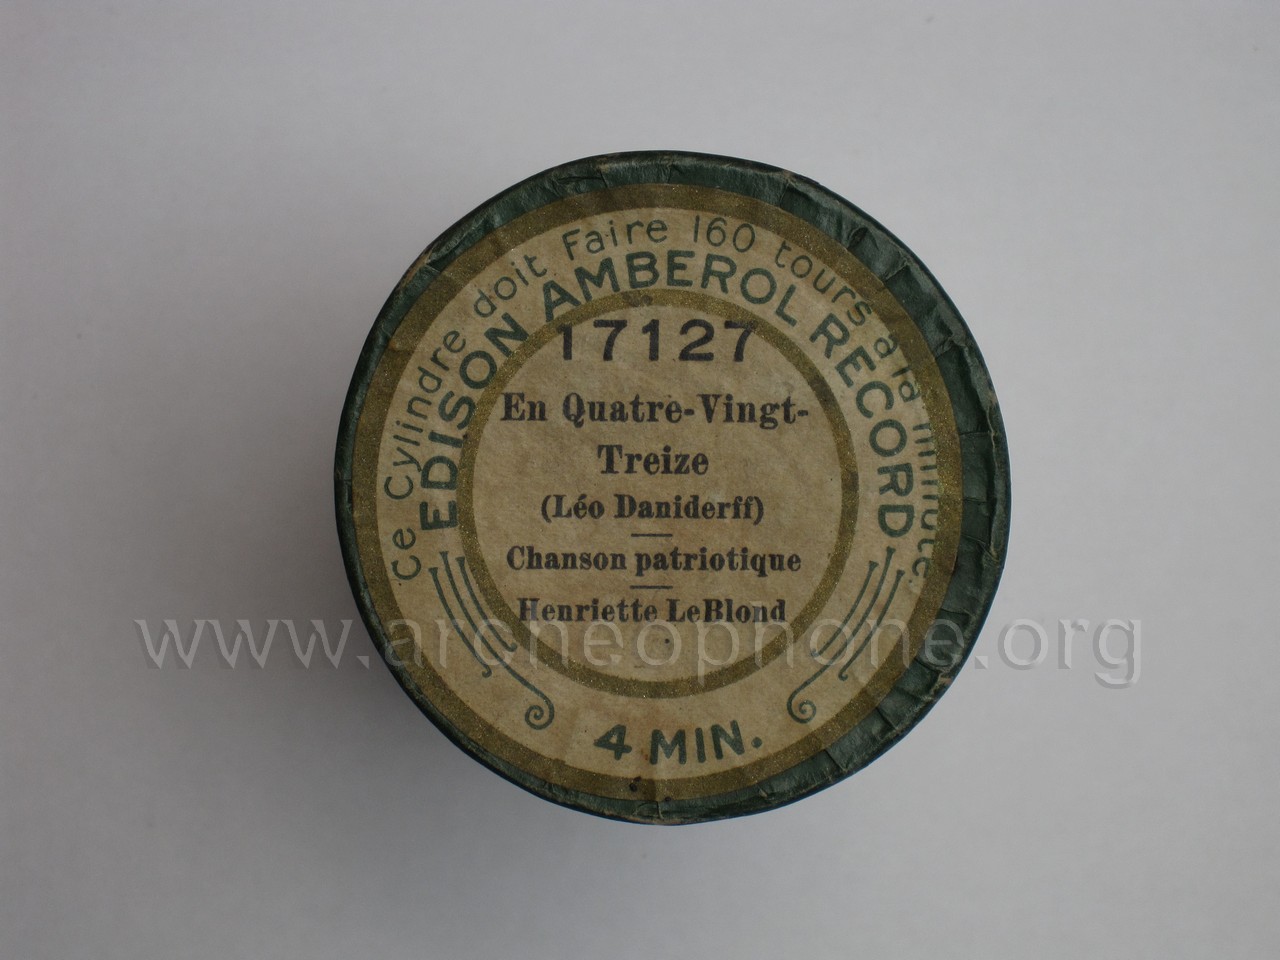 Ce Cylindre doit Faire 160 tours à la minute.
EDISON AMBEROL RECORD
17127
En Quatre-Vingt-
Treize
(Léo Daniderff)
Chanson patriotique
Henriette LeBlond
4 MIN.
www.archeophone.org